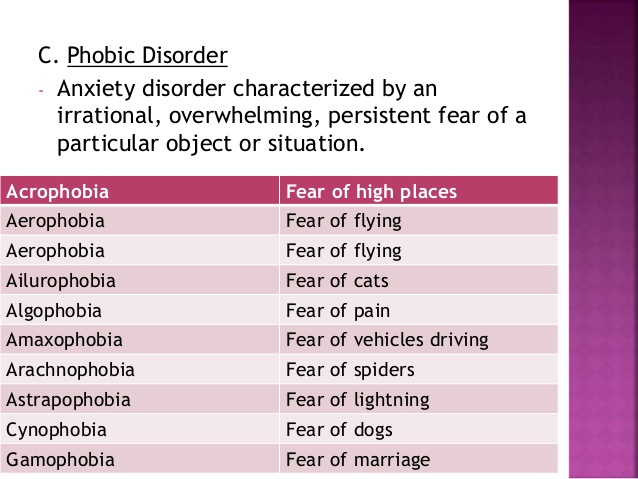 C. Phobic Disorder
- Anxiety disorder characterized by an
irrational, overwhelming, persistent fear of a
particular object or situation.
Acrophobia Fear of high places
Aerophobia Fear of flying
Aerophobia Fear of flying
Ailurophobia Fear of cats
Algophobia Fear of pain
Amaxophobia Fear of vehicles driving
Arachnophobia Fear of spiders
Astrapophobia Fear of lightning
Cynophobia Fear of dogs
Gamophobia Fear of marriage